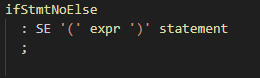 ifStmtNoElse
: SE '(' expr ')' statement
;